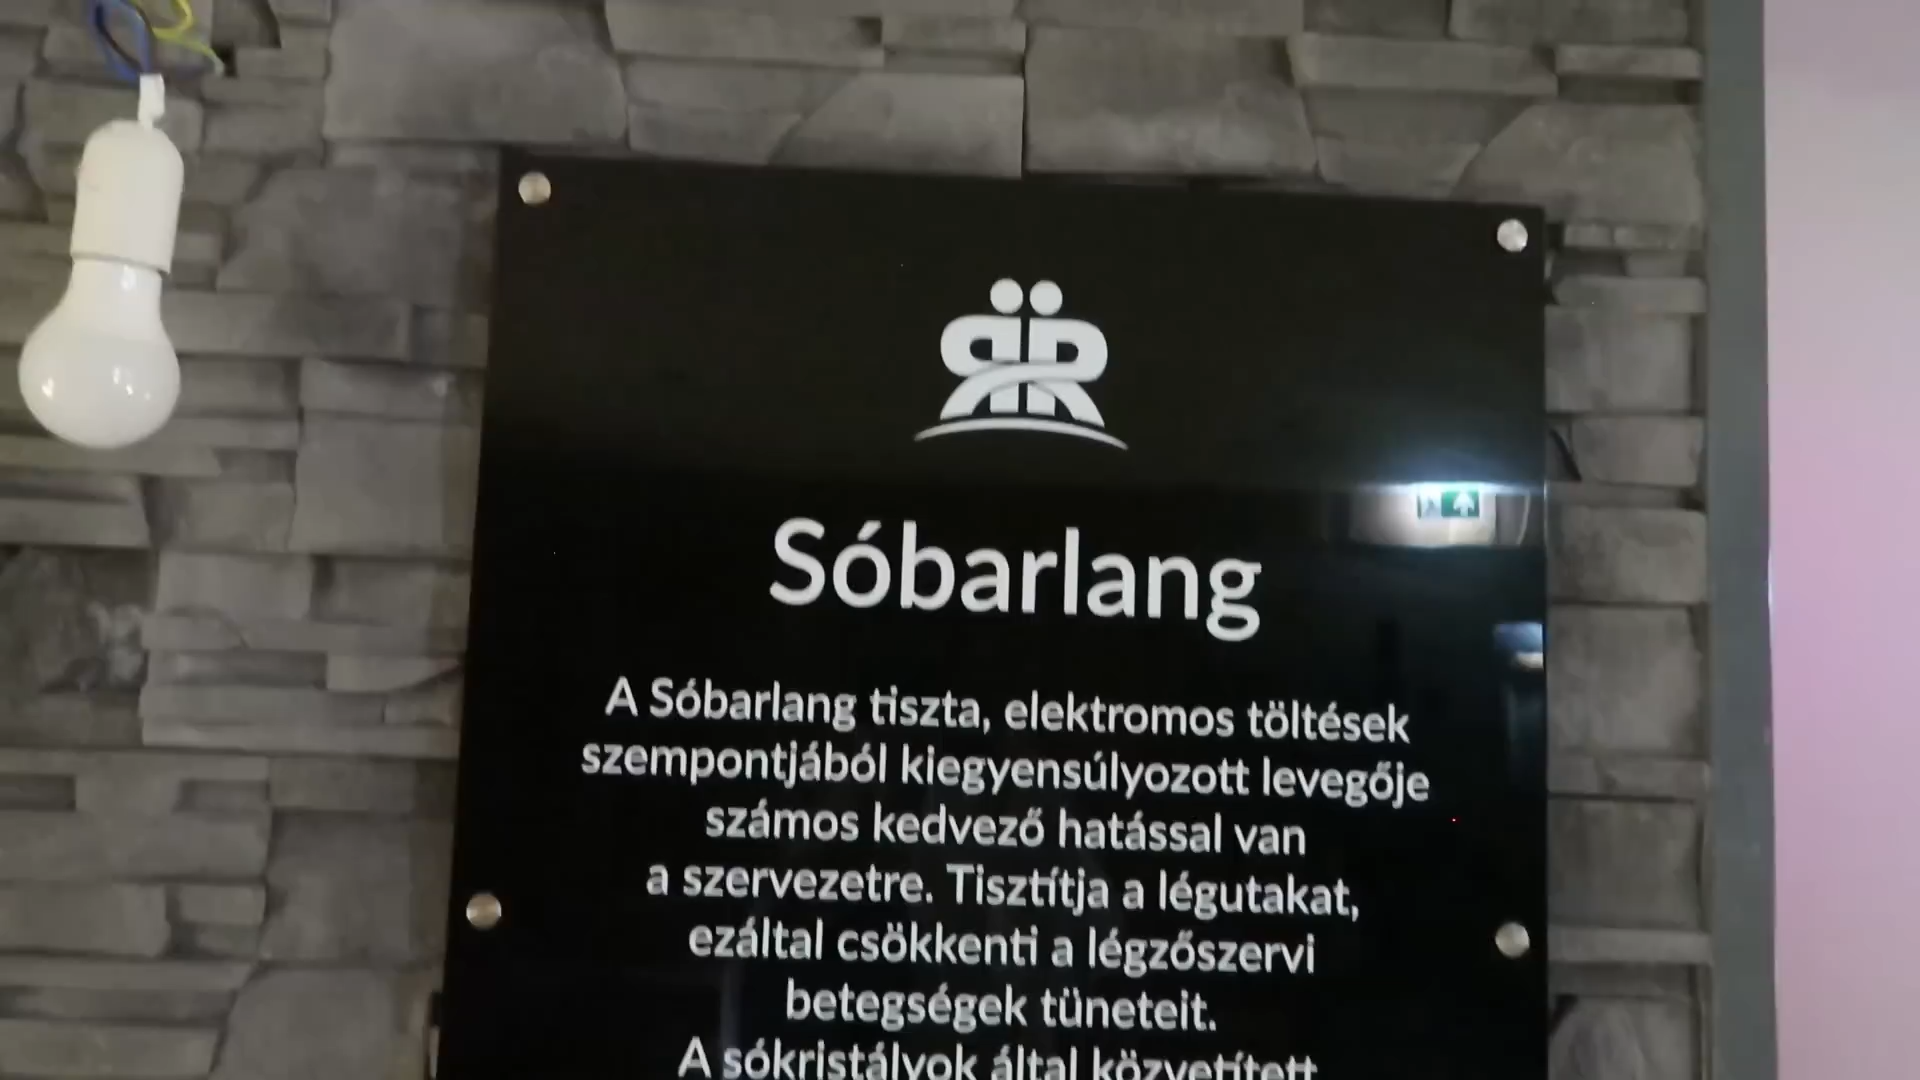 Sóbarlang
A Sóbarlang tiszta, elektromos töltések
szempontjából kiegyensúlyozott levegője
számos kedvező hatással van
a szervezetre. Tisztítja a légutakat,
ezáltal csökkenti a légzőszervi
betegségek tüneteit.
A sókristályok által közvetített